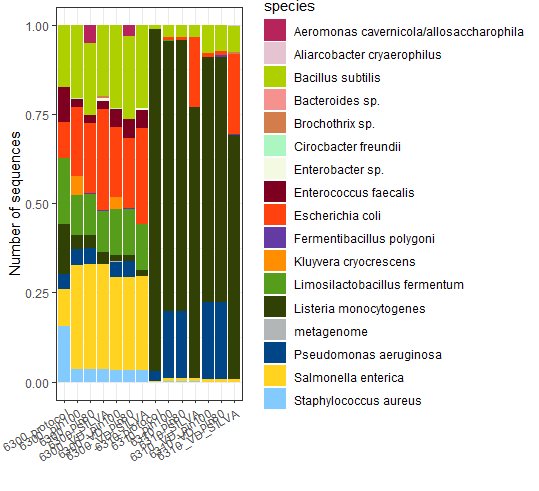 species
1.00
0.75
0.50
0.25
0.00
Number of sequences
Aeromonas cavernicola/allosaccharophila
Aliarcobacter cryaerophilus
Bacillus subtilis
Bacteroides sp.
Brochothrix sp.
Cirocbacter freundii
Enterobacter sp.
Enterococcus faecalis
Escherichia coli
Fermentibacillus polygoni
Kluyvera cryocrescens
Limosilactobacillus fermentum
Listeria monocytogenes
metagenome
Pseudomonas aeruginosa
Salmonella enterica
Staphylococcus aureus
6300_protocol
6310_VD_SILVA